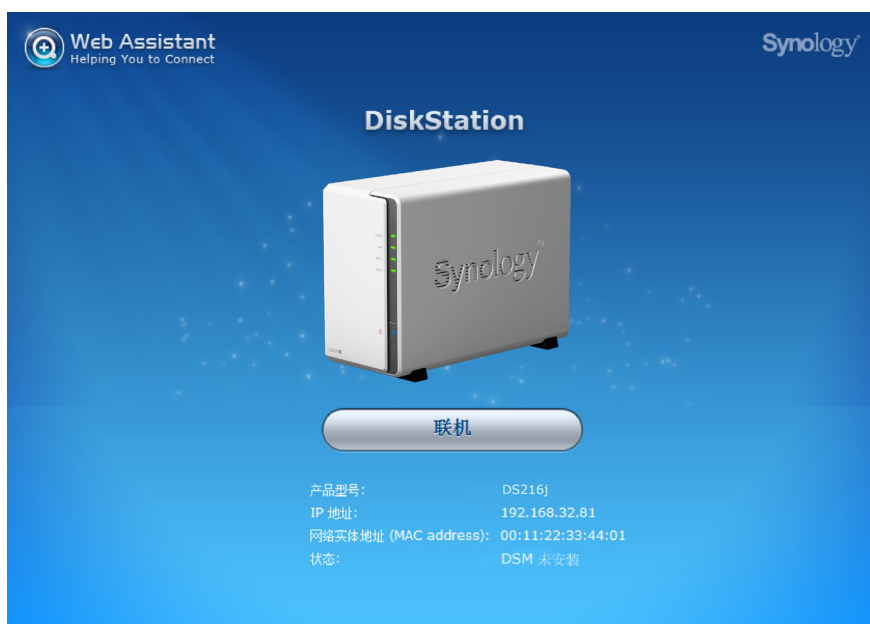 Web Assistant
Helping You to Connect
Synology
DiskStation
Synology
联机
产品型号: DS216j
IP 地址: 192.168.32.81
网络实体地址 (MAC address): 00:11:22:33:44:01
状态: DSM 未安装